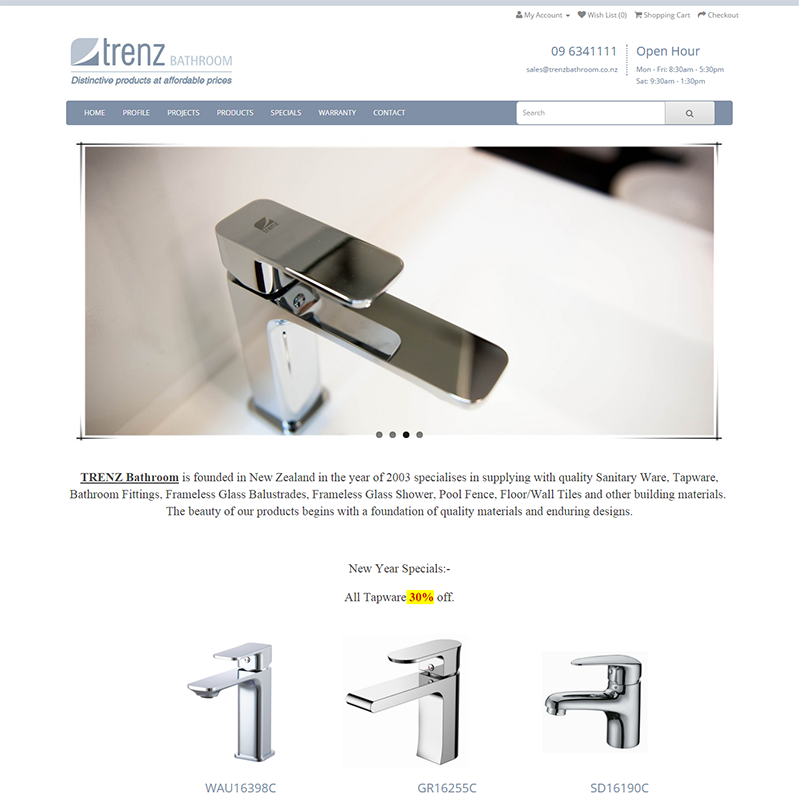 My Account Wish List (0) Shopping Cart Checkout
trenz BATHROOM
Distinctive products at affordable prices
09 6341111
sales@trenzbathroom.co.nz
Open Hour
Mon - Fri: 8:30am - 5:30pm
Sat: 9:30am - 1:30pm
HOME PROFILE PROJECTS PRODUCTS SPECIALS WARRANTY CONTACT
Search
trenz
TRENZ Bathroom is founded in New Zealand in the year of 2003 specialises in supplying with quality Sanitary Ware, Tapware,
Bathroom Fittings, Frameless Glass Balustrades, Frameless Glass Shower, Pool Fence, Floor/Wall Tiles and other building materials.
The beauty of our products begins with a foundation of quality materials and enduring designs.
New Year Specials:-
All Tapware 30% off.
WAU16398C GR16255C SD16190C